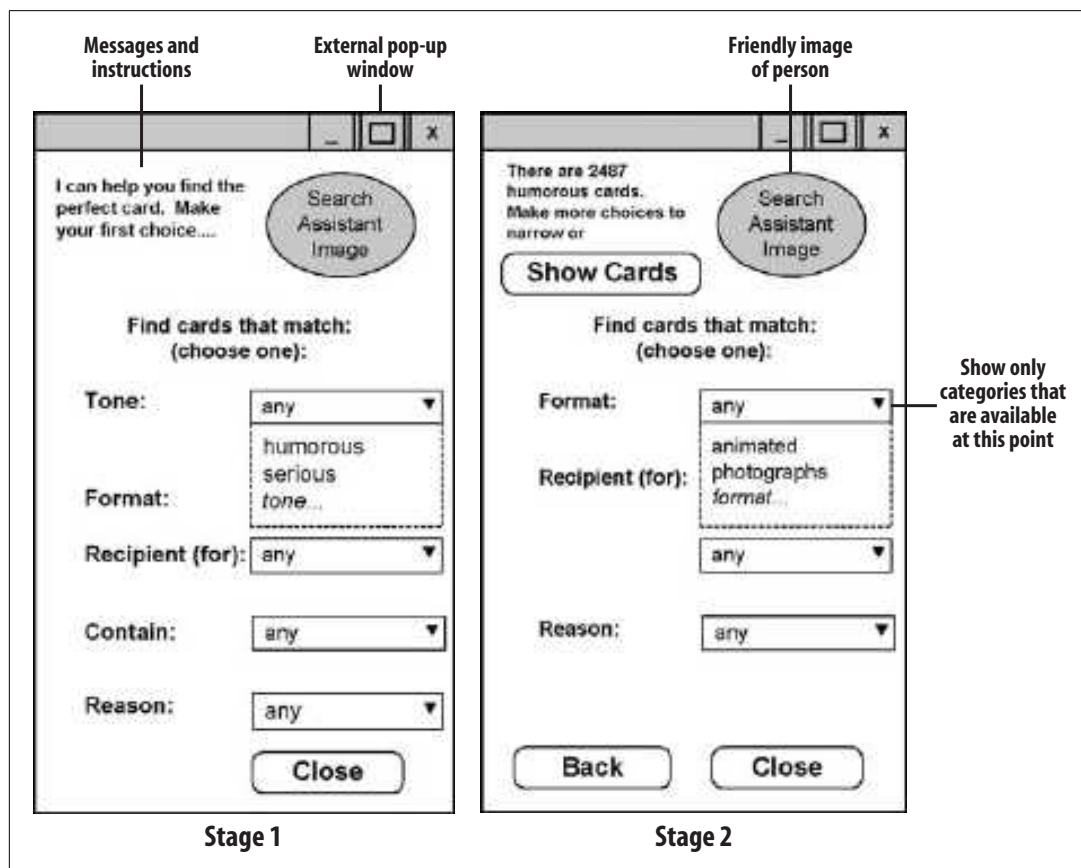 Messages and
instructions
External pop-up
window
Friendly image
of person
_ x
_ x
I can help you find the
perfect card. Make
your first choice....
Search
Assistant
Image
There are 2487
humorous cards.
Make more choices to
narrow or
Show Cards
Search
Assistant
Image
Find cards that match:
(choose one):
Tone: any
humorous
serious
tone...
Format:
Recipient (for): any
Contain: any
Reason: any
Close
Stage 1
Find cards that match:
(choose one):
Format: any
animated
photographs
format...
Recipient (for):
any
Reason: any
Back Close
Show only
categories that
are available
at this point
Stage 2